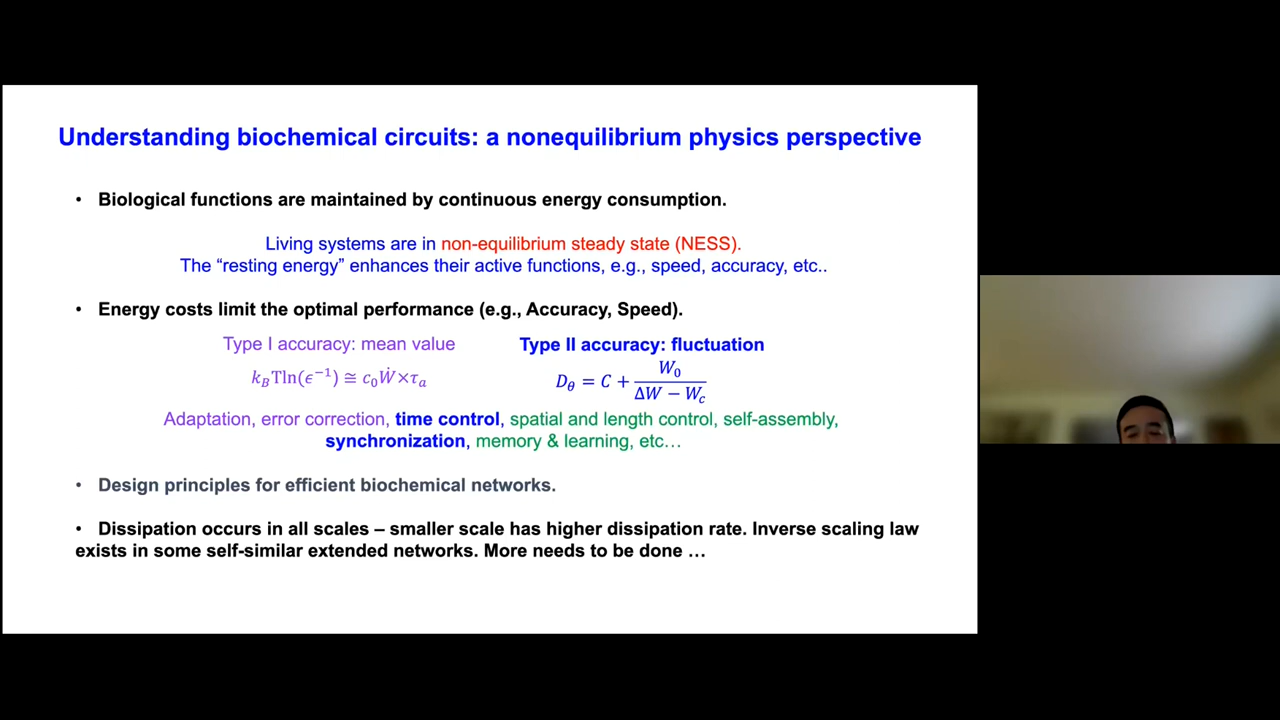 Understanding biochemical circuits: a nonequilibrium physics perspective
• Biological functions are maintained by continuous energy consumption.
Living systems are in non-equilibrium steady state (NESS).
The “resting energy” enhances their active functions, e.g., speed, accuracy, etc..
• Energy costs limit the optimal performance (e.g., Accuracy, Speed).
Type I accuracy: mean value
Type II accuracy: fluctuation
k_B T ln(ϵ⁻¹) ≅ c₀Ẇ×τ_a
D_θ = C + W₀ / (ΔW − W_c)
Adaptation, error correction, time control, spatial and length control, self-assembly,
synchronization, memory & learning, etc…
• Design principles for efficient biochemical networks.
• Dissipation occurs in all scales – smaller scale has higher dissipation rate. Inverse scaling law
exists in some self-similar extended networks. More needs to be done …